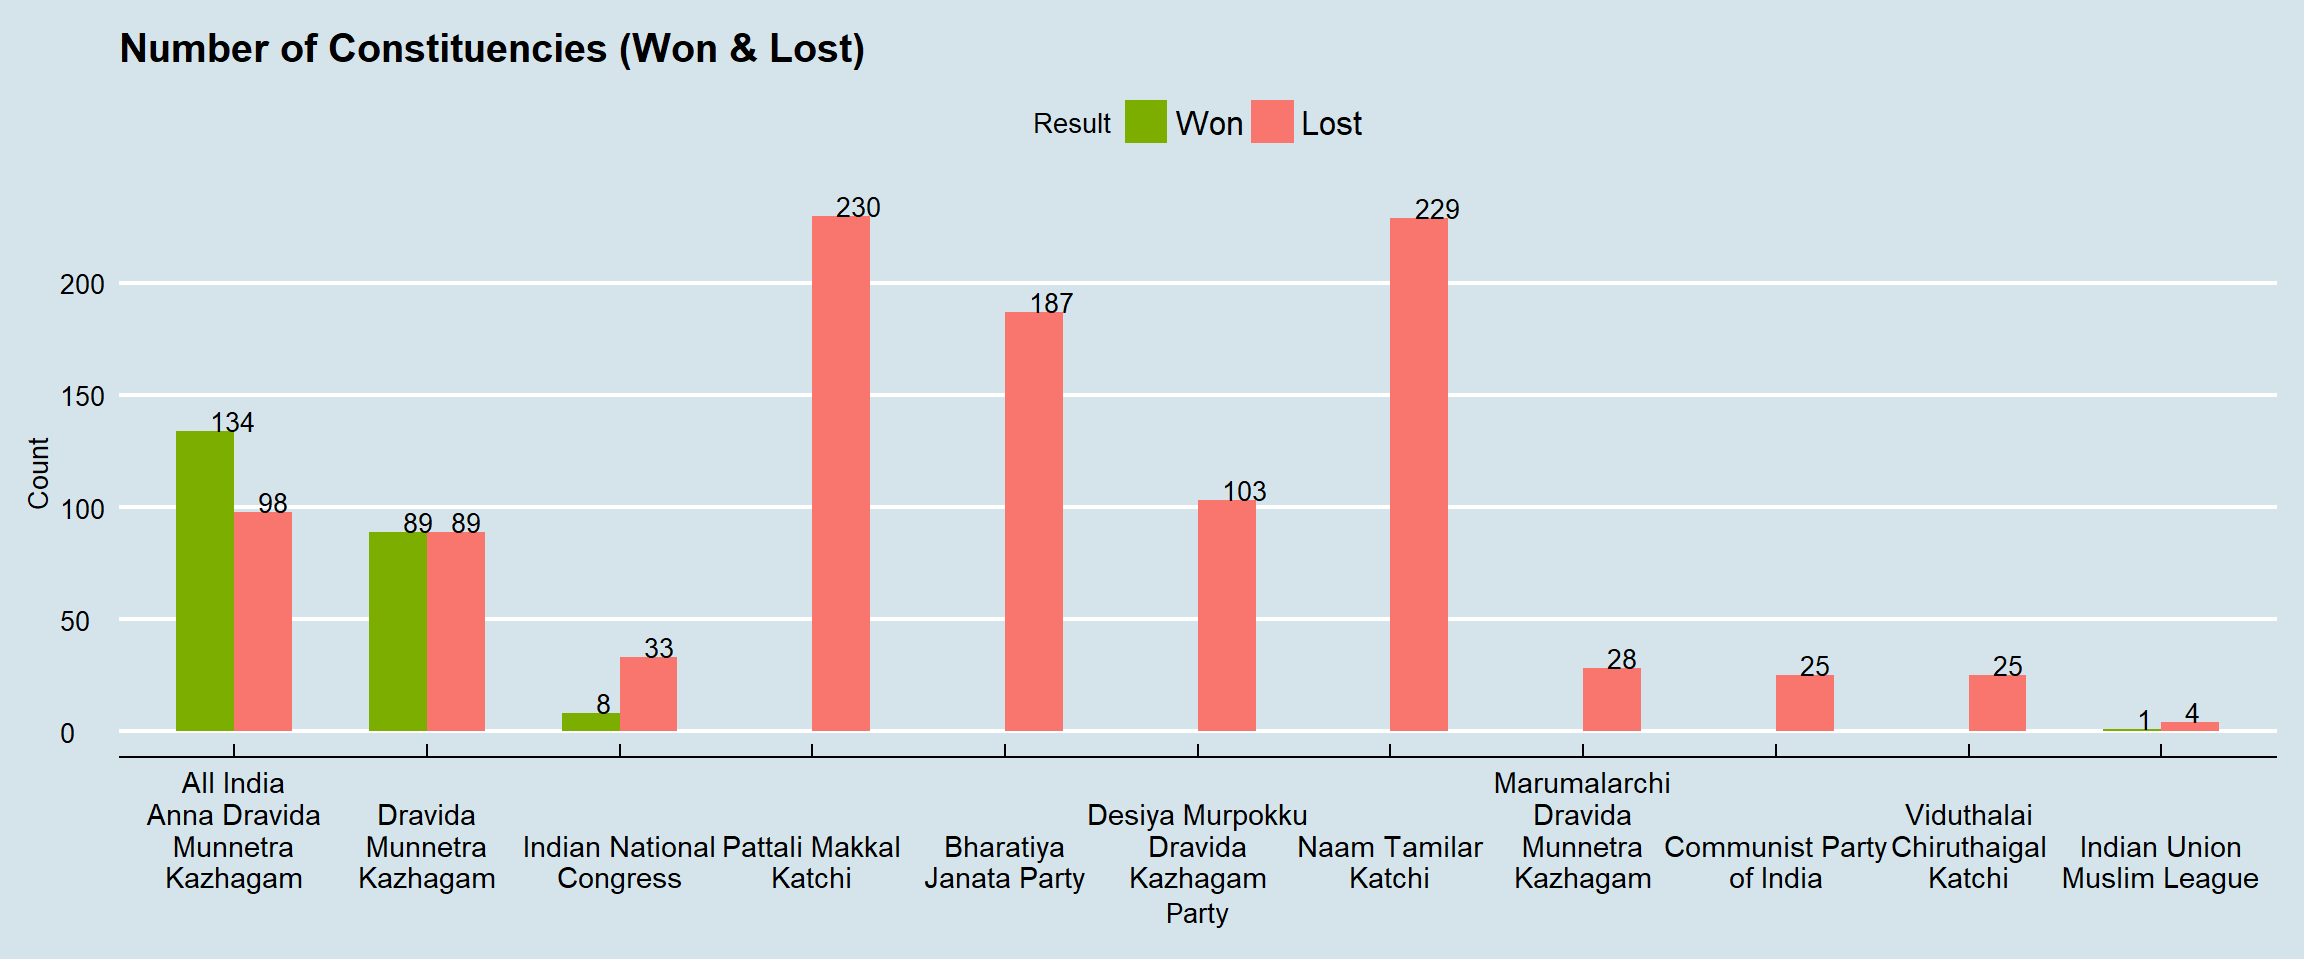 Number of Constituencies (Won & Lost)
Result Won Lost
230
229
200
187
150
134
103
100
98
89 89
Count
50
33
28
25
25
8
1
4
0
All India
Anna Dravida
Munnetra
Kazhagam
Dravida
Munnetra
Kazhagam
Indian National
Congress
Pattali Makkal
Katchi
Bharatiya
Janata Party
Desiya Murpokku
Dravida
Kazhagam
Naam Tamilar
Katchi
Marumalarchi
Dravida
Munnetra
Kazhagam
Communist Party
of India
Viduthalai
Chiruthaigal
Katchi
Indian Union
Muslim League
Party